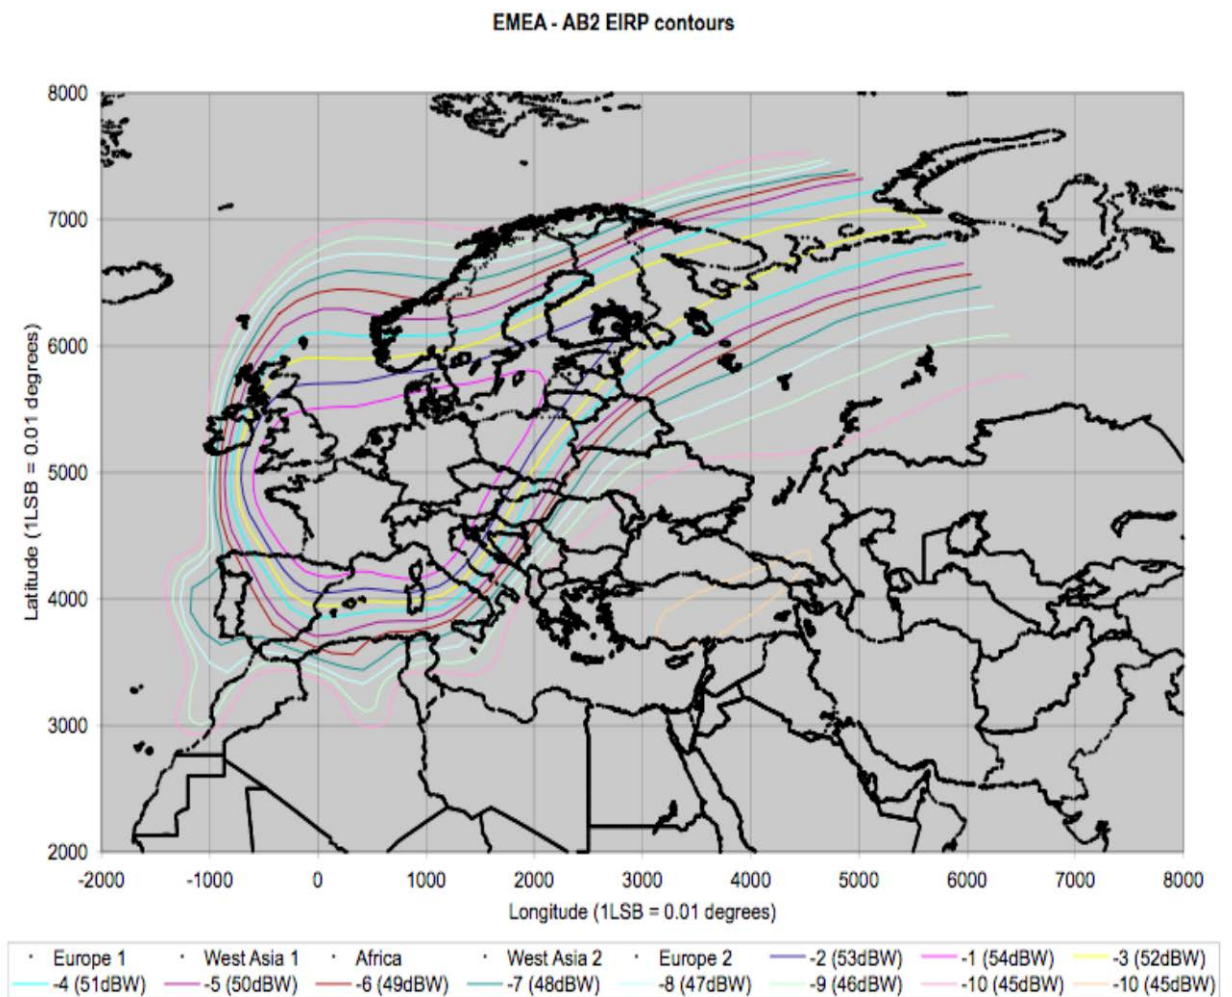 EMEA - AB2 EIRP contours
8000
7000
6000
5000
4000
3000
2000
Latitude (1LSB = 0.01 degrees)
-2000 -1000 0 1000 2000 3000 4000 5000 6000 7000 8000
Longitude (1LSB = 0.01 degrees)
Europe 1 West Asia 1 Africa West Asia 2 Europe 2 -2 (53dBW) -1 (54dBW) -3 (52dBW)
-4 (51dBW) -5 (50dBW) -6 (49dBW) -7 (48dBW) -8 (47dBW) -9 (46dBW) -10 (45dBW) -10 (45dBW)